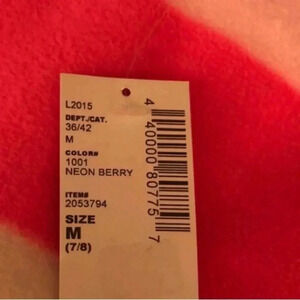 L2015
DEPT./CAT.
36/42
M
COLOR#
1001
NEON BERRY
ITEM#
2053794
SIZE
M
(7/8)
4 40000 80775 7